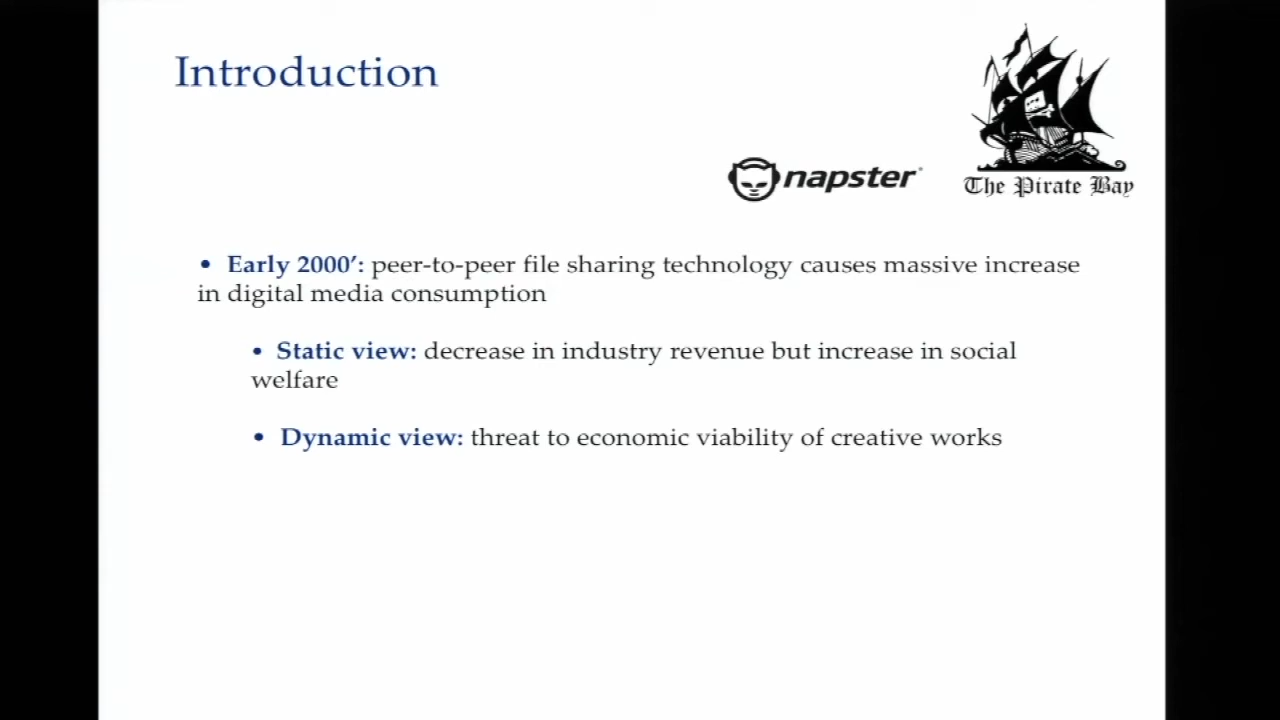 Introduction
napster
The Pirate Bay
• Early 2000’: peer-to-peer file sharing technology causes massive increase
in digital media consumption
• Static view: decrease in industry revenue but increase in social
welfare
• Dynamic view: threat to economic viability of creative works